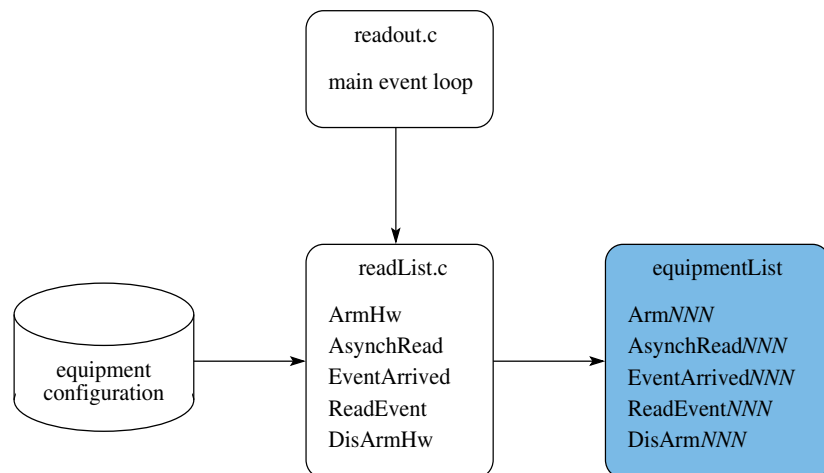 readout.c
main event loop
equipment
configuration
readList.c
ArmHw
AsynchRead
EventArrived
ReadEvent
DisArmHw
equipmentList
ArmNNN
AsynchReadNNN
EventArrivedNNN
ReadEventNNN
DisArmNNN